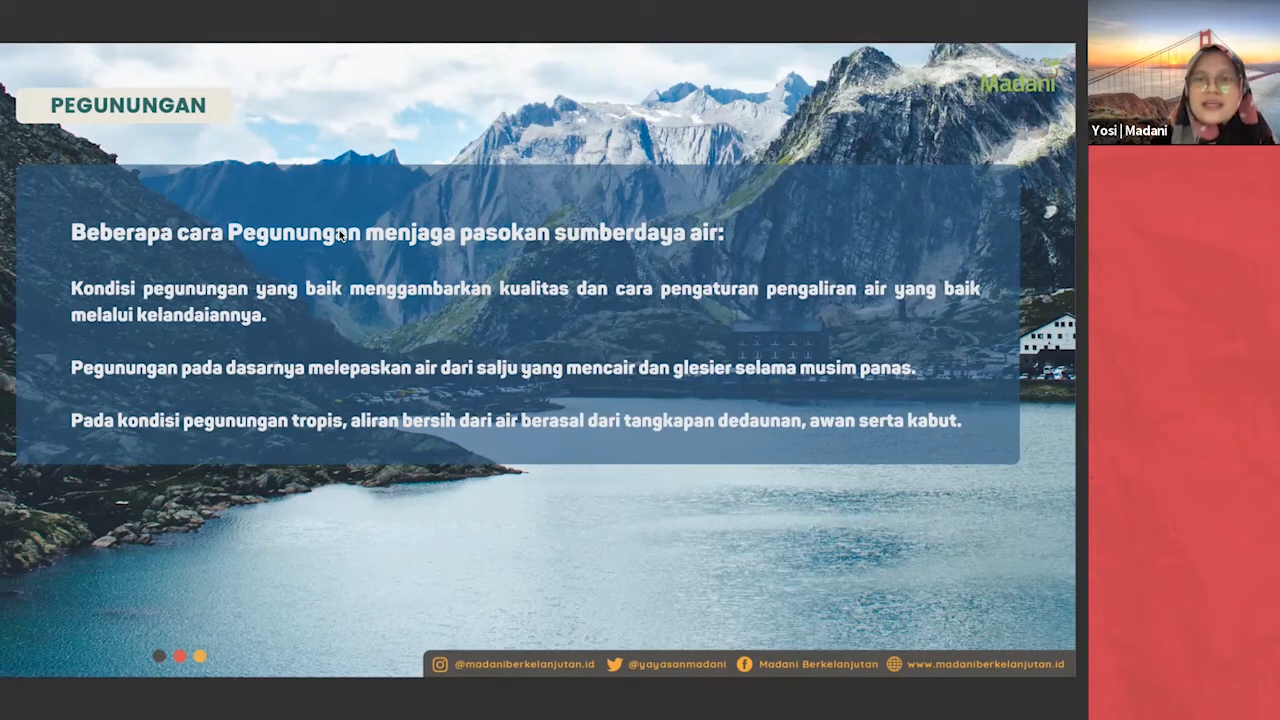 PEGUNUNGAN
Madani
Yosi | Madani
Beberapa cara Pegunungan menjaga pasokan sumberdaya air:
Kondisi pegunungan yang baik menggambarkan kualitas dan cara pengaturan pengaliran air yang baik
melalui kelandaiannya.
Pegunungan pada dasarnya melepaskan air dari salju yang mencair dan glesier selama musim panas.
Pada kondisi pegunungan tropis, aliran bersih dari air berasal dari tangkapan dedaunan, awan serta kabut.
@madaniberkelanjutan.id @yayasanmadani Madani Berkelanjutan www.madaniberkelanjutan.id